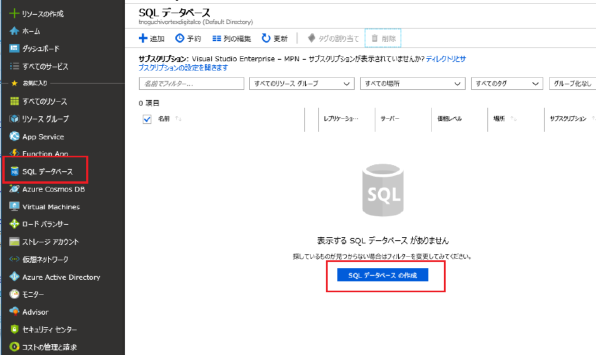 リソースの作成
ホーム
ダッシュボード
すべてのサービス
お気に入り
すべてのリソース
リソース グループ
App Service
Function App
SQL データベース
Azure Cosmos DB
Virtual Machines
ロード バランサー
ストレージ アカウント
仮想ネットワーク
Azure Active Directory
モニター
Advisor
セキュリティ センター
コストの管理と請求
SQL データベース
tnoguchivortexdigitalco (Default Directory)
追加 予約 列の編集 更新 タグの割り当て 削除
サブスクリプション: Visual Studio Enterprise – MPN – サブスクリプションが表示されていませんか? ディレクトリとサ
ブスクリプションの設定を開きます
名前でフィルター... すべてのリソース グループ すべての場所 すべてのタグ グループ化なし
0 項目
名前 レプリケーショ... サーバー 価格レベル 場所 サブスクリプション
SQL
表示する SQL データベース がありません
探しているものが見つからない場合はフィルターを変更してみてください。
SQL データベース の作成